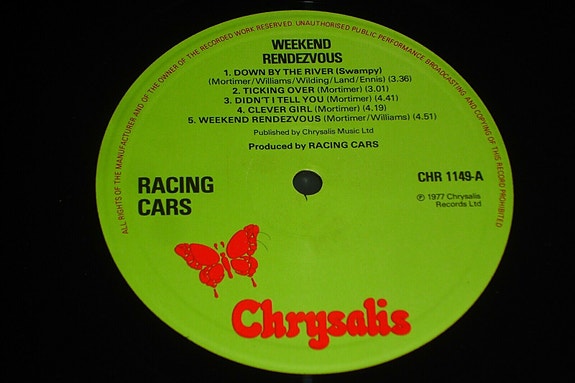 ALL RIGHTS OF THE MANUFACTURER AND OF THE OWNER OF THE RECORDED WORK RESERVED. UNAUTHORISED PUBLIC PERFORMANCE, BROADCASTING AND COPYING OF THIS RECORD PROHIBITED
WEEKEND
RENDEZVOUS
1. DOWN BY THE RIVER (Swampy)
(Mortimer/Williams/Wilding/Land/Ennis) (3.36)
2. TICKING OVER (Mortimer) (3.01)
3. DIDN'T I TELL YOU (Mortimer) (4.41)
4. CLEVER GIRL (Mortimer) (4.19)
5. WEEKEND RENDEZVOUS (Mortimer/Williams) (4.51)
Published by Chrysalis Music Ltd
Produced by RACING CARS
RACING
CARS
CHR 1149-A
℗ 1977 Chrysalis
Records Ltd
Chrysalis